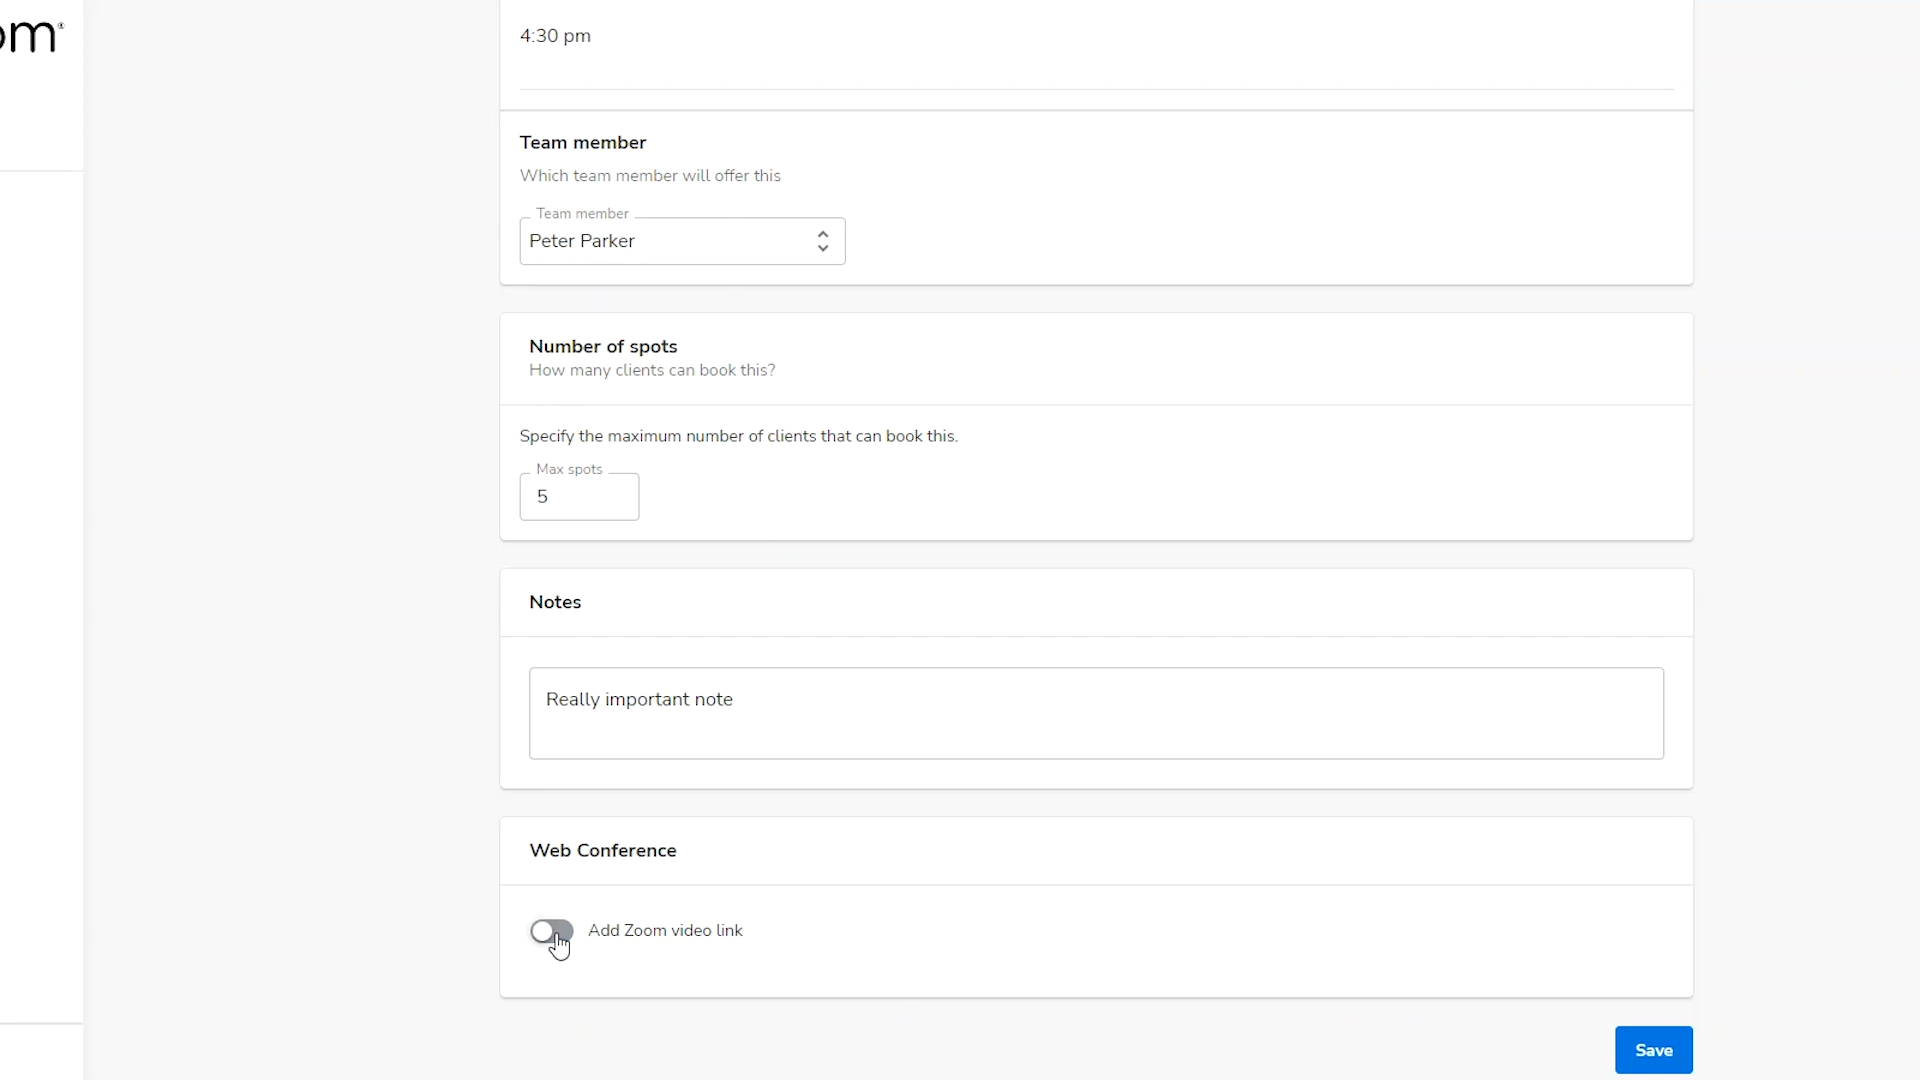 om
4:30 pm
Team member
Which team member will offer this
Team member
Peter Parker
Number of spots
How many clients can book this?
Specify the maximum number of clients that can book this.
Max spots
5
Notes
Really important note
Web Conference
Add Zoom video link
Save